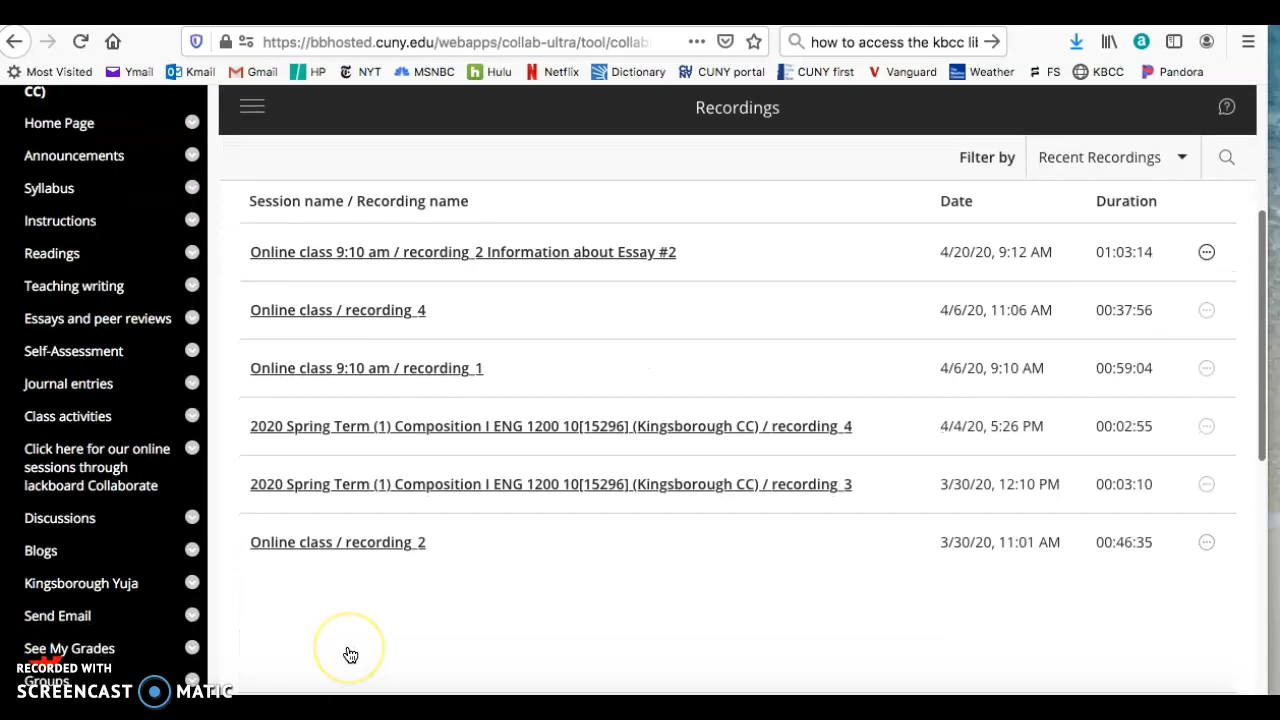 https://bbhosted.cuny.edu/webapps/collab-ultra/tool/collab
how to access the kbcc lil
Most Visited Ymail Kmail Gmail HP NYT MSNBC Hulu Netflix Dictionary CUNY portal CUNY first Vanguard Weather FS KBCC Pandora
CC)
Home Page
Announcements
Syllabus
Instructions
Readings
Teaching writing
Essays and peer reviews
Self-Assessment
Journal entries
Class activities
Click here for our online
sessions through
lackboard Collaborate
Discussions
Blogs
Kingsborough Yuja
Send Email
See My Grades
Groups
Recordings
Filter by Recent Recordings
Session name / Recording name Date Duration
Online class 9:10 am / recording_2 Information about Essay #2 4/20/20, 9:12 AM 01:03:14
Online class / recording_4 4/6/20, 11:06 AM 00:37:56
Online class 9:10 am / recording_1 4/6/20, 9:10 AM 00:59:04
2020 Spring Term (1) Composition I ENG 1200 10[15296] (Kingsborough CC) / recording_4 4/4/20, 5:26 PM 00:02:55
2020 Spring Term (1) Composition I ENG 1200 10[15296] (Kingsborough CC) / recording_3 3/30/20, 12:10 PM 00:03:10
Online class / recording_2 3/30/20, 11:01 AM 00:46:35
RECORDED WITH
SCREENCAST MATIC